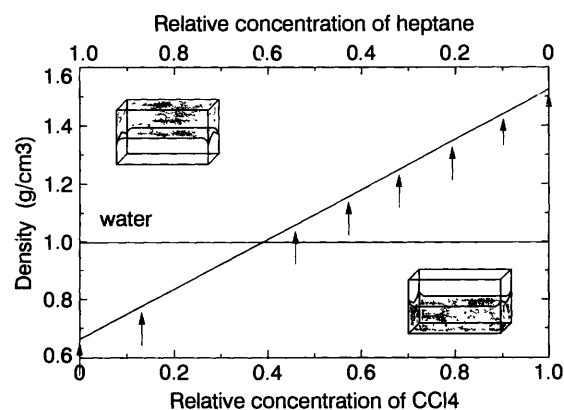 Relative concentration of heptane
1.0 0.8 0.6 0.4 0.2 0
1.6
1.4
1.2
1.0
0.8
0.6
Density (g/cm3)
water
0 0.2 0.4 0.6 0.8 1.0
Relative concentration of CCl4